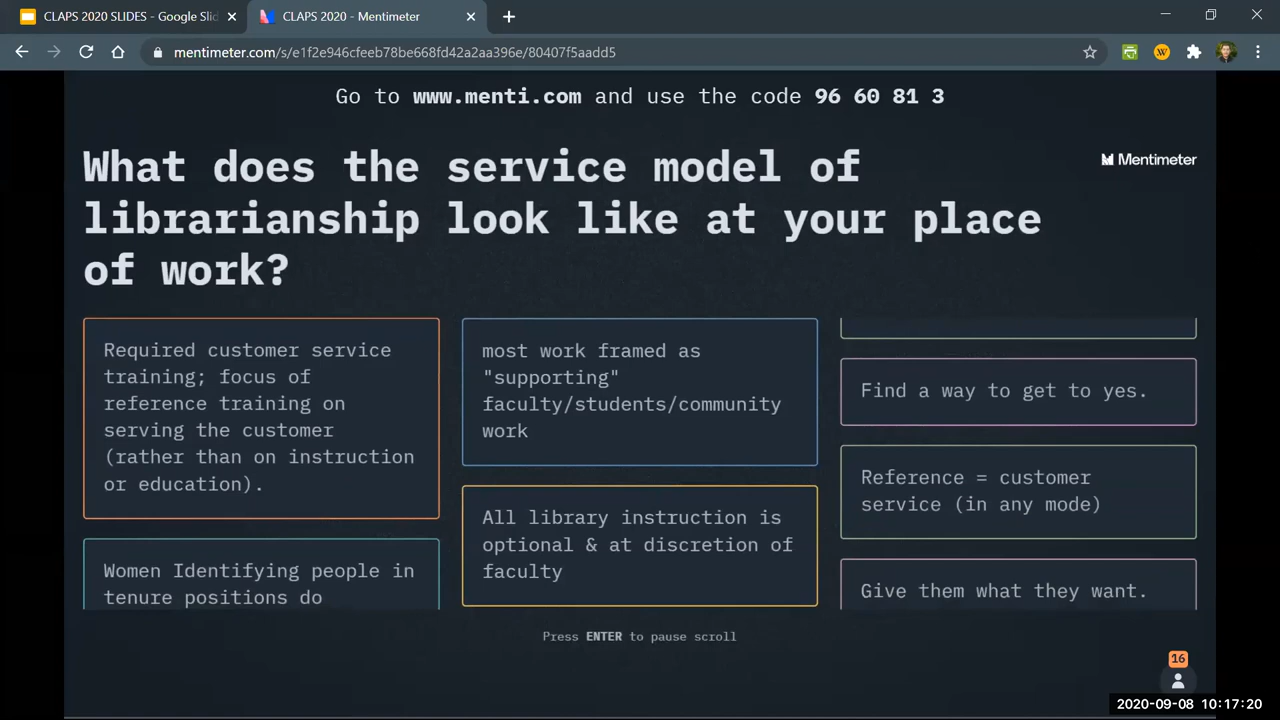 CLAPS 2020 SLIDES - Google Slid
CLAPS 2020 - Mentimeter
mentimeter.com/s/e1f2e946cfeeb78be668fd42a2aa396e/80407f5aadd5
Go to www.menti.com and use the code 96 60 81 3
What does the service model of
librarianship look like at your place
of work?
Mentimeter
Required customer service
training; focus of
reference training on
serving the customer
(rather than on instruction
or education).
Women Identifying people in
tenure positions do
most work framed as
"supporting"
faculty/students/community
work
All library instruction is
optional & at discretion of
faculty
Find a way to get to yes.
Reference = customer
service (in any mode)
Give them what they want.
Press ENTER to pause scroll
16
2020-09-08 10:17:20